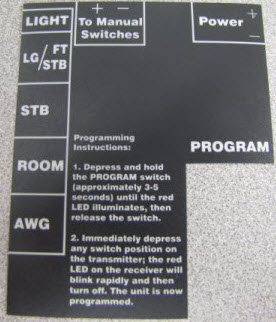 LIGHT
+ −
To Manual
Switches
Power + −
LG/FT
STB
STB
ROOM
AWG
PROGRAM
Programming
Instructions:
1. Depress and hold
the PROGRAM switch
(approximately 3-5
seconds) until the red
LED illuminates, then
release the switch.
2. Immediately depress
any switch position on
the transmitter; the red
LED on the receiver will
blink rapidly and then
turn off. The unit is now
programmed.